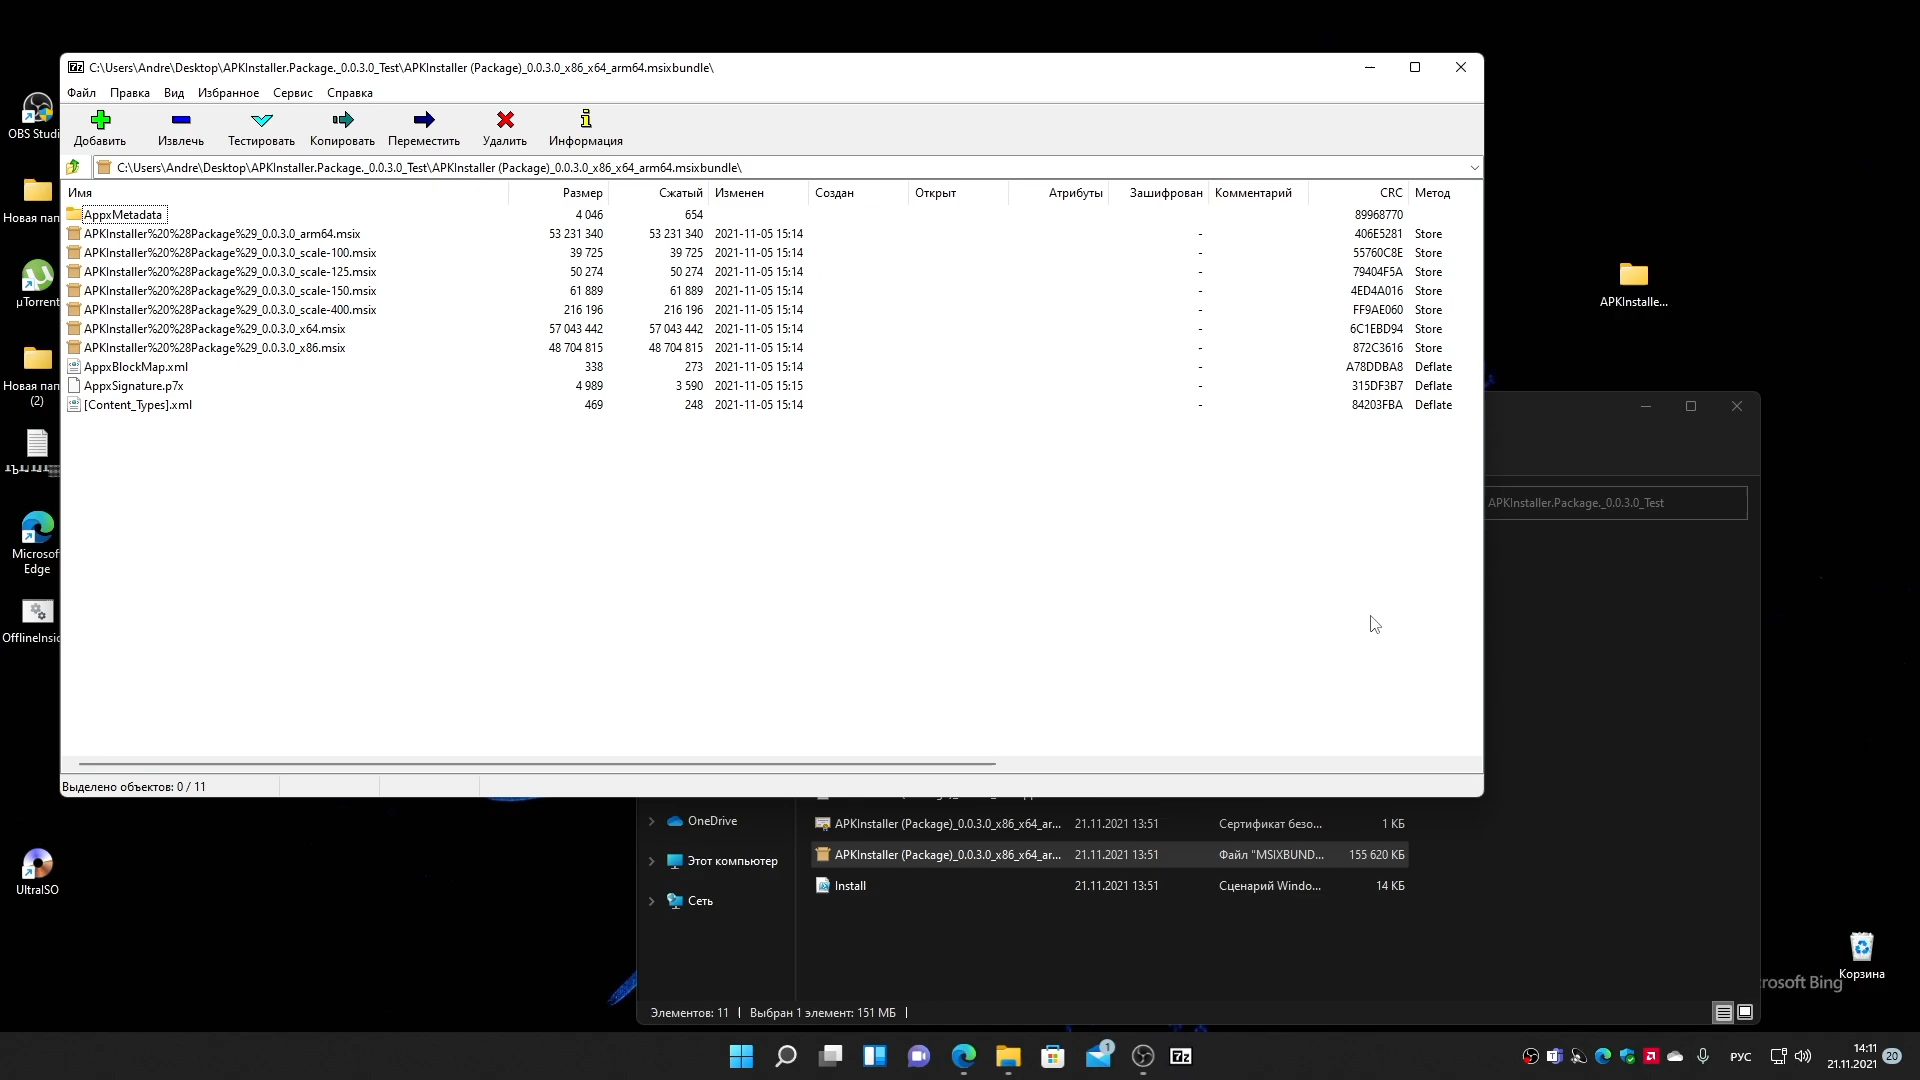 C:\Users\Andre\Desktop\APKInstaller.Package._0.0.3.0_Test\APKInstaller (Package)_0.0.3.0_x86_x64_arm64.msixbundle\
Файл Правка Вид Избранное Сервис Справка
Добавить Извлечь Тестировать Копировать Переместить Удалить Информация
C:\Users\Andre\Desktop\APKInstaller.Package._0.0.3.0_Test\APKInstaller (Package)_0.0.3.0_x86_x64_arm64.msixbundle\
Имя Размер Сжатый Изменен Создан Открыт Атрибуты Зашифрован Комментарий CRC Метод
AppxMetadata 4 046 654 89968770
APKInstaller%20%28Package%29_0.0.3.0_arm64.msix 53 231 340 53 231 340 2021-11-05 15:14 - 406E5281 Store
APKInstaller%20%28Package%29_0.0.3.0_scale-100.msix 39 725 39 725 2021-11-05 15:14 - 55760C8E Store
APKInstaller%20%28Package%29_0.0.3.0_scale-125.msix 50 274 50 274 2021-11-05 15:14 - 79404F5A Store
APKInstaller%20%28Package%29_0.0.3.0_scale-150.msix 61 889 61 889 2021-11-05 15:14 - 4ED4A016 Store
APKInstaller%20%28Package%29_0.0.3.0_scale-400.msix 216 196 216 196 2021-11-05 15:14 - FF9AE060 Store
APKInstaller%20%28Package%29_0.0.3.0_x64.msix 57 043 442 57 043 442 2021-11-05 15:14 - 6C1EBD94 Store
APKInstaller%20%28Package%29_0.0.3.0_x86.msix 48 704 815 48 704 815 2021-11-05 15:14 - 872C3616 Store
AppxBlockMap.xml 338 273 2021-11-05 15:14 - A78DDBA8 Deflate
AppxSignature.p7x 4 989 3 590 2021-11-05 15:15 - 315DF3B7 Deflate
[Content_Types].xml 469 248 2021-11-05 15:14 - 84203FBA Deflate
Выделено объектов: 0 / 11
OBS Studi
Новая пап
µTorrent
Новая пап
(2)
Microsof
Edge
OfflineInsid
UltraISO
APKInstalle...
APKInstaller.Package._0.0.3.0_Test
OneDrive
Этот компьютер
Сеть
APKInstaller (Package)_0.0.3.0_x86_x64_ar... 21.11.2021 13:51 Сертификат безо... 1 КБ
APKInstaller (Package)_0.0.3.0_x86_x64_ar... 21.11.2021 13:51 Файл "MSIXBUND... 155 620 КБ
Install 21.11.2021 13:51 Сценарий Windo... 14 КБ
Элементов: 11 Выбран 1 элемент: 151 МБ
Корзина
rosoft Bing
1
7z
РУС
14:11
21.11.2021
20